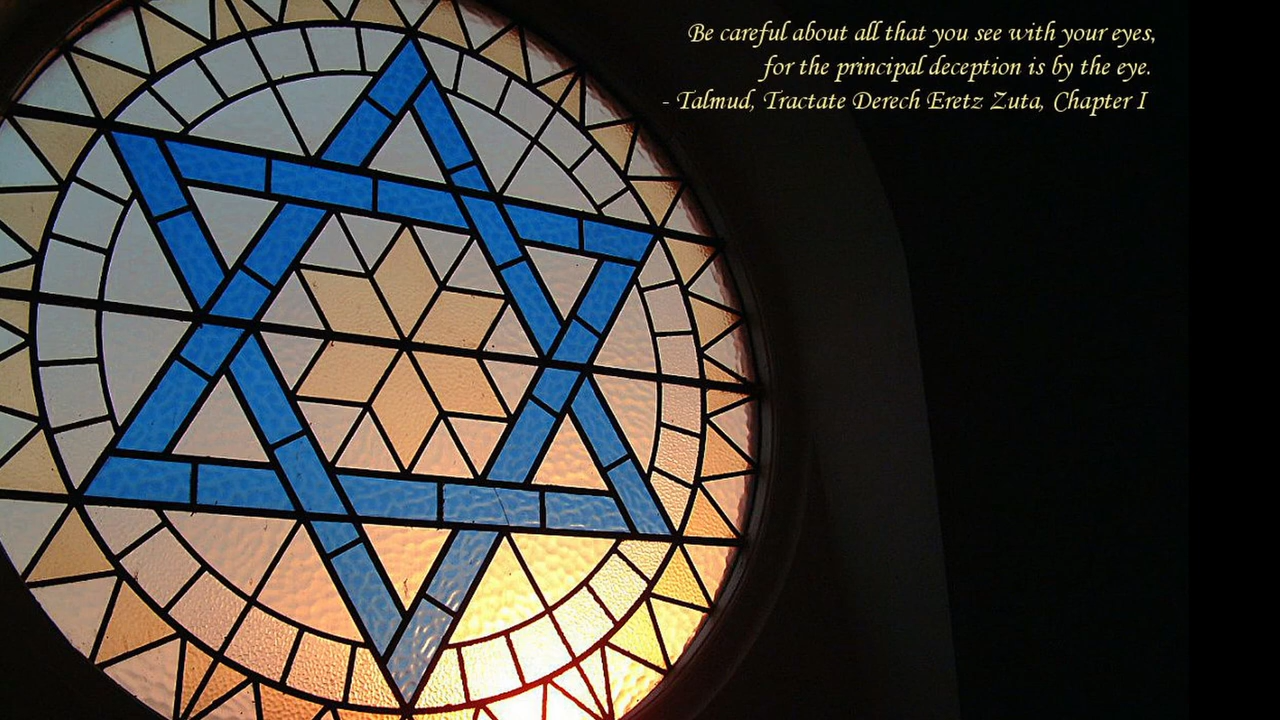 Be careful about all that you see with your eyes,
for the principal deception is by the eye.
- Talmud, Tractate Derech Eretz Zuta, Chapter I